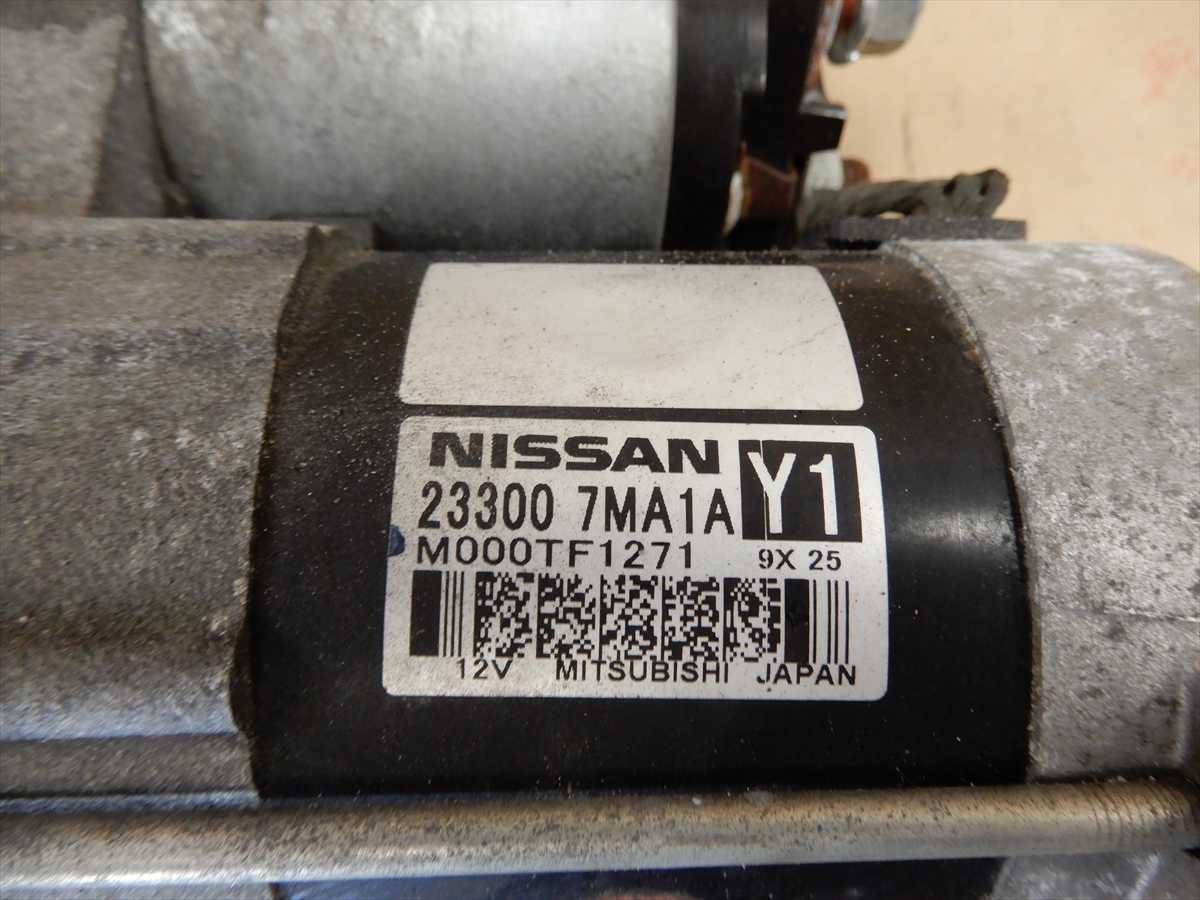 NISSAN Y1
23300 7MA1A
M000TF1271 9X 25
12V MITSUBISHI JAPAN